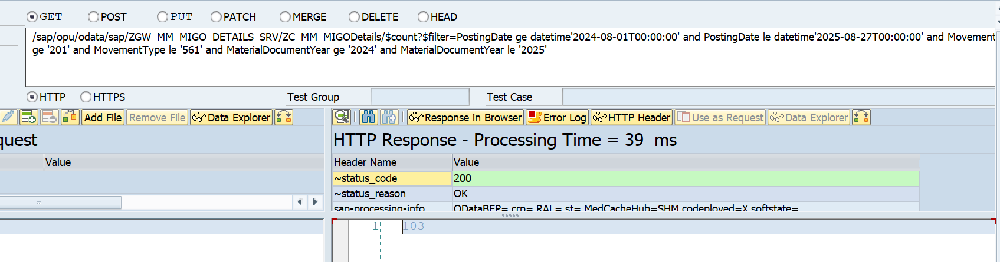 GET POST PUT PATCH MERGE DELETE HEAD
/sap/opu/odata/sap/ZGW_MM_MIGO_DETAILS_SRV/ZC_MM_MIGODetails/$count?$filter=PostingDate ge datetime'2024-08-01T00:00:00' and PostingDate le datetime'2025-08-27T00:00:00' and Movement
ge '201' and MovementType le '561' and MaterialDocumentYear ge '2024' and MaterialDocumentYear le '2025'
HTTP HTTPS Test Group Test Case
Add File Remove File Data Explorer Response in Browser Error Log HTTP Header Use as Request Data Explorer
quest HTTP Response - Processing Time = 39 ms
Value Header Name Value
~status_code 200
~status_reason OK
sap-processing-info ODataBEP= crp= RAL= st= MedCacheHub=SHM codeployed=X softstate=
1 103